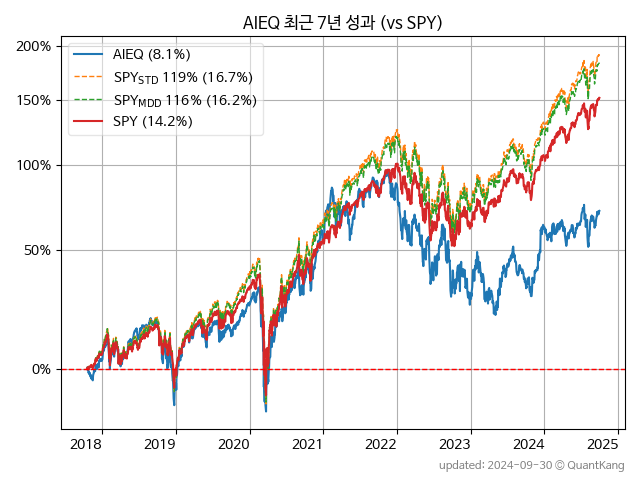 AIEQ 최근 7년 성과 (vs SPY)
AIEQ (8.1%)
SPY_STD 119% (16.7%)
SPY_MDD 116% (16.2%)
SPY (14.2%)
200%
150%
100%
50%
0%
2018 2019 2020 2021 2022 2023 2024 2025
updated: 2024-09-30 © QuantKang